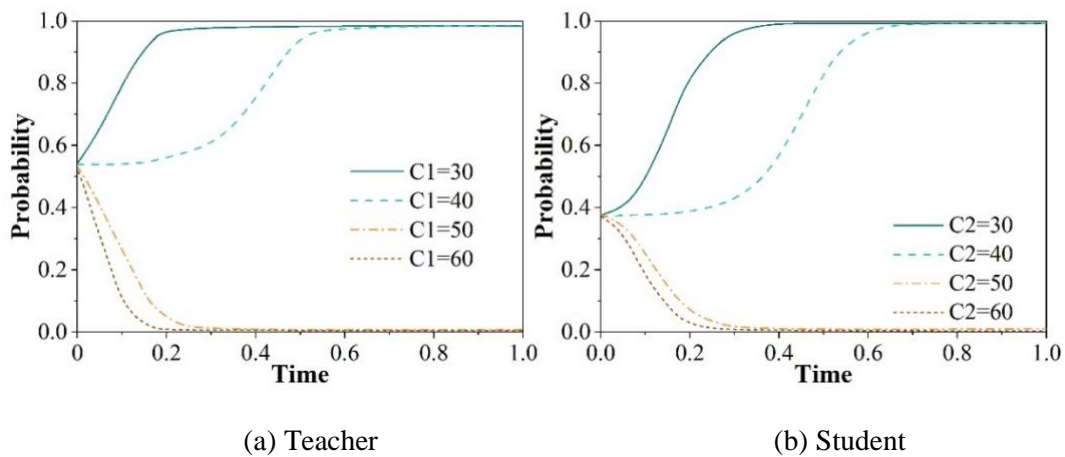 1.0
0.8
0.6
0.4
0.2
0.0
Probability
0 0.2 0.4 0.6 0.8 1.0
Time
C1=30
C1=40
C1=50
C1=60
(a) Teacher
1.0
0.8
0.6
0.4
0.2
0.0
Probability
0.0 0.2 0.4 0.6 0.8 1.0
Time
C2=30
C2=40
C2=50
C2=60
(b) Student